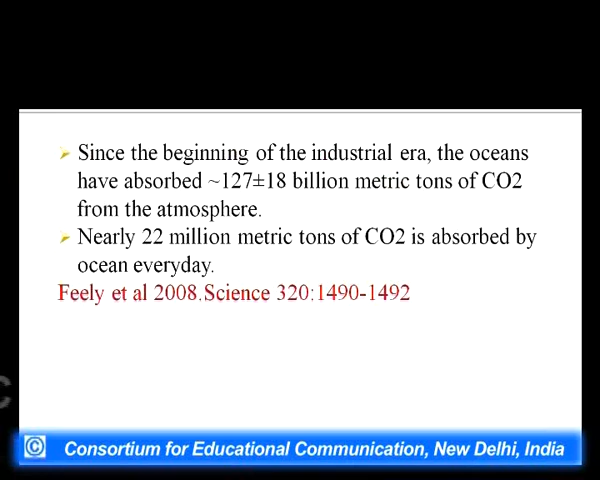 Since the beginning of the industrial era, the oceans
have absorbed ~127±18 billion metric tons of CO2
from the atmosphere.
Nearly 22 million metric tons of CO2 is absorbed by
ocean everyday.
Feely et al 2008.Science 320:1490-1492
C
© Consortium for Educational Communication, New Delhi, India